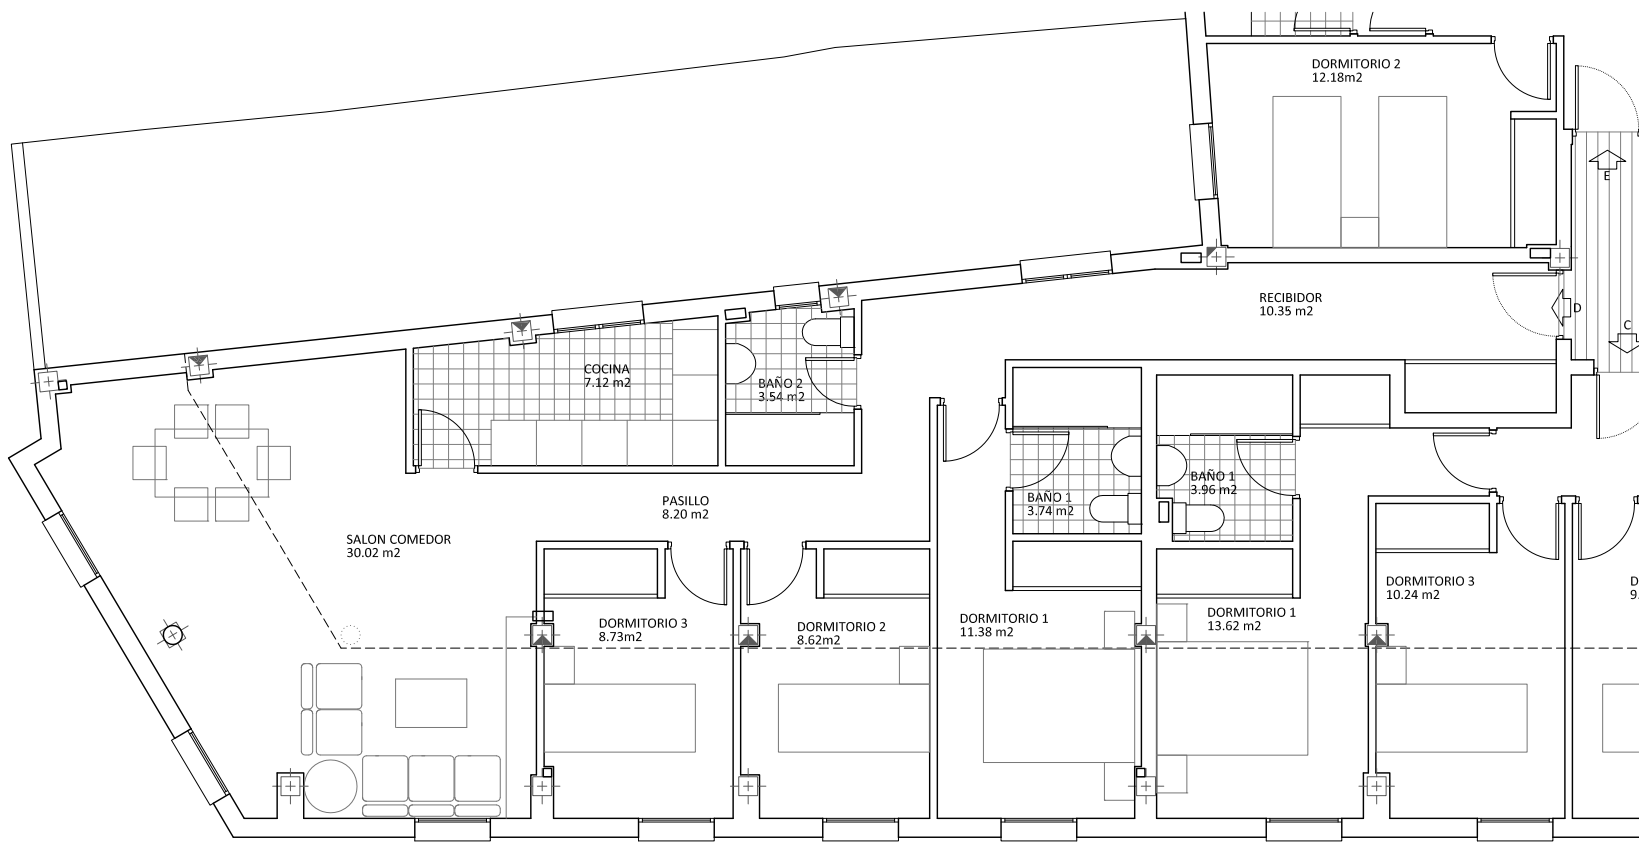 DORMITORIO 2
12.18m2
E
RECIBIDOR
10.35 m2
D
C
COCINA
7.12 m2
BAÑO 2
3.54 m2
BAÑO 1
3.96 m2
BAÑO 1
3.74 m2
PASILLO
8.20 m2
SALON COMEDOR
30.02 m2
DORMITORIO 3
10.24 m2
D
9.
DORMITORIO 3
8.73m2
DORMITORIO 2
8.62m2
DORMITORIO 1
11.38 m2
DORMITORIO 1
13.62 m2